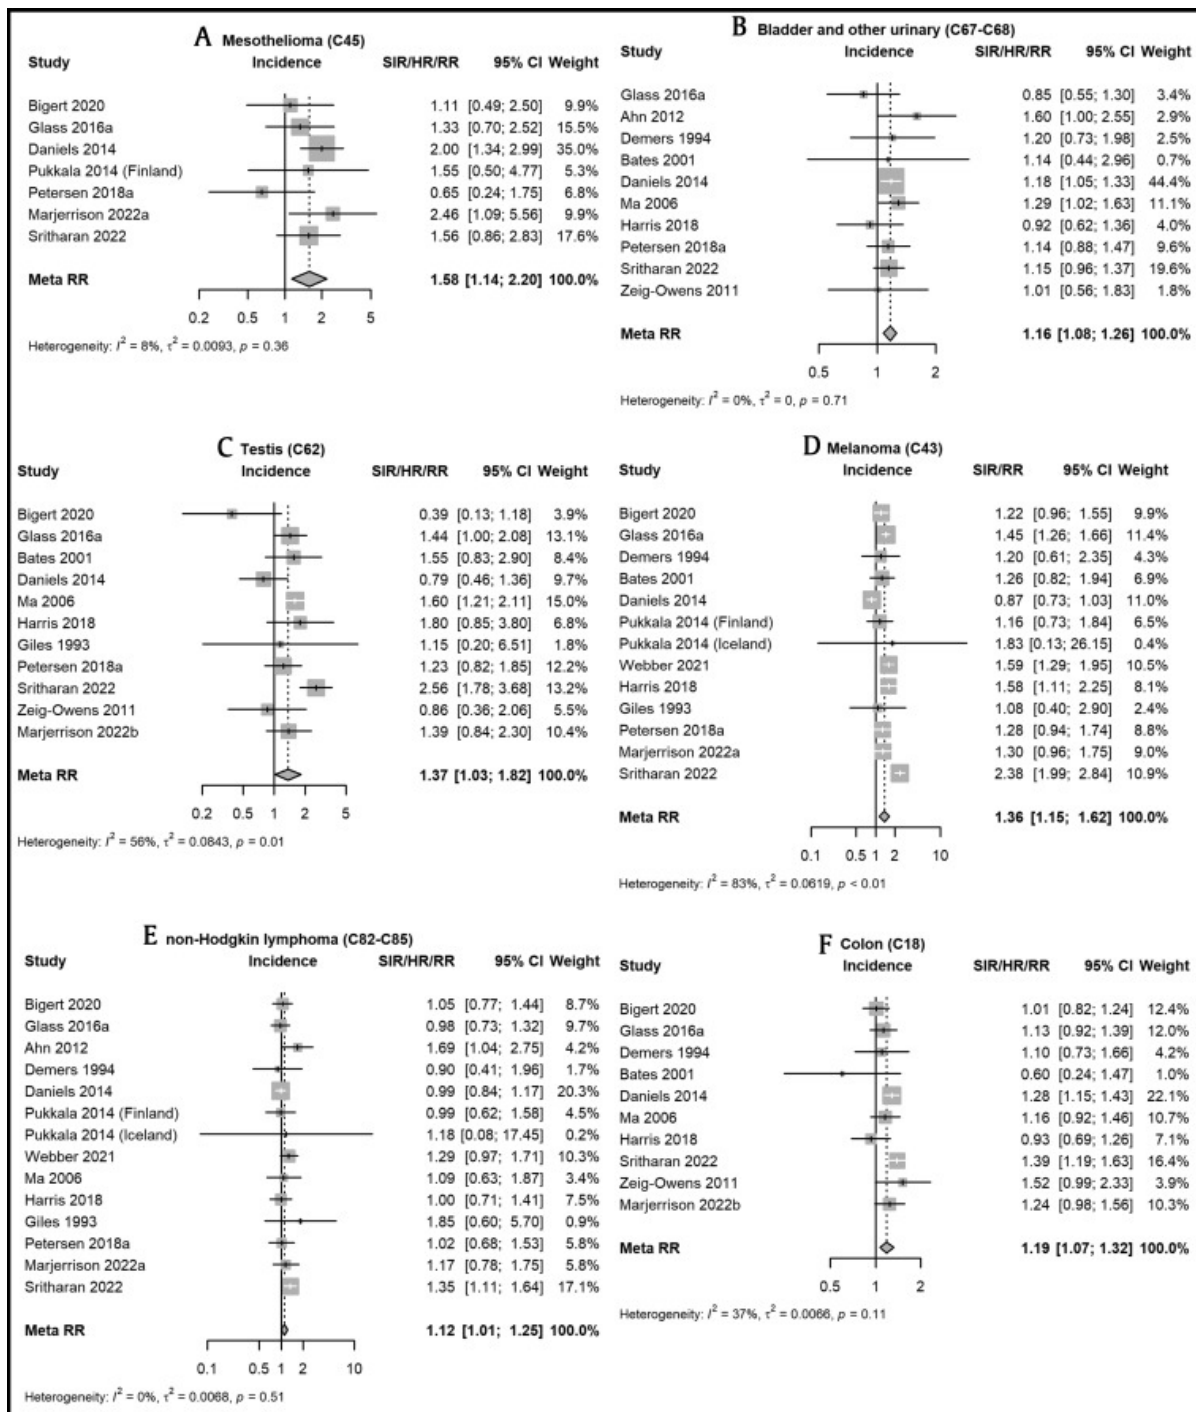 A Mesothelioma (C45)
Study Incidence SIR/HR/RR 95% CI Weight
Bigert 2020 1.11 [0.49; 2.50] 9.9%
Glass 2016a 1.33 [0.70; 2.52] 15.5%
Daniels 2014 2.00 [1.34; 2.99] 35.0%
Pukkala 2014 (Finland) 1.55 [0.50; 4.77] 5.3%
Petersen 2018a 0.65 [0.24; 1.75] 6.8%
Marjerrison 2022a 2.46 [1.09; 5.56] 9.9%
Sritharan 2022 1.56 [0.86; 2.83] 17.6%
Meta RR 1.58 [1.14; 2.20] 100.0%
0.2 0.5 1 2 5
Heterogeneity: I² = 8%, τ² = 0.0093, p = 0.36
B Bladder and other urinary (C67-C68)
Study Incidence SIR/HR/RR 95% CI Weight
Glass 2016a 0.85 [0.55; 1.30] 3.4%
Ahn 2012 1.60 [1.00; 2.55] 2.9%
Demers 1994 1.20 [0.73; 1.98] 2.5%
Bates 2001 1.14 [0.44; 2.96] 0.7%
Daniels 2014 1.18 [1.05; 1.33] 44.4%
Ma 2006 1.29 [1.02; 1.63] 11.1%
Harris 2018 0.92 [0.62; 1.36] 4.0%
Petersen 2018a 1.14 [0.88; 1.47] 9.6%
Sritharan 2022 1.15 [0.96; 1.37] 19.6%
Zeig-Owens 2011 1.01 [0.56; 1.83] 1.8%
Meta RR 1.16 [1.08; 1.26] 100.0%
0.5 1 2
Heterogeneity: I² = 0%, τ² = 0, p = 0.71
C Testis (C62)
Study Incidence SIR/HR/RR 95% CI Weight
Bigert 2020 0.39 [0.13; 1.18] 3.9%
Glass 2016a 1.44 [1.00; 2.08] 13.1%
Bates 2001 1.55 [0.83; 2.90] 8.4%
Daniels 2014 0.79 [0.46; 1.36] 9.7%
Ma 2006 1.60 [1.21; 2.11] 15.0%
Harris 2018 1.80 [0.85; 3.80] 6.8%
Giles 1993 1.15 [0.20; 6.51] 1.8%
Petersen 2018a 1.23 [0.82; 1.85] 12.2%
Sritharan 2022 2.56 [1.78; 3.68] 13.2%
Zeig-Owens 2011 0.86 [0.36; 2.06] 5.5%
Marjerrison 2022b 1.39 [0.84; 2.30] 10.4%
Meta RR 1.37 [1.03; 1.82] 100.0%
0.2 0.5 1 2 5
Heterogeneity: I² = 56%, τ² = 0.0843, p = 0.01
D Melanoma (C43)
Study Incidence SIR/RR 95% CI Weight
Bigert 2020 1.22 [0.96; 1.55] 9.9%
Glass 2016a 1.45 [1.26; 1.66] 11.4%
Demers 1994 1.20 [0.61; 2.35] 4.3%
Bates 2001 1.26 [0.82; 1.94] 6.9%
Daniels 2014 0.87 [0.73; 1.03] 11.0%
Pukkala 2014 (Finland) 1.16 [0.73; 1.84] 6.5%
Pukkala 2014 (Iceland) 1.83 [0.13; 26.15] 0.4%
Webber 2021 1.59 [1.29; 1.95] 10.5%
Harris 2018 1.58 [1.11; 2.25] 8.1%
Giles 1993 1.08 [0.40; 2.90] 2.4%
Petersen 2018a 1.28 [0.94; 1.74] 8.8%
Marjerrison 2022a 1.30 [0.96; 1.75] 9.0%
Sritharan 2022 2.38 [1.99; 2.84] 10.9%
Meta RR 1.36 [1.15; 1.62] 100.0%
0.1 0.5 1 2 10
Heterogeneity: I² = 83%, τ² = 0.0619, p < 0.01
E non-Hodgkin lymphoma (C82-C85)
Study Incidence SIR/HR/RR 95% CI Weight
Bigert 2020 1.05 [0.77; 1.44] 8.7%
Glass 2016a 0.98 [0.73; 1.32] 9.7%
Ahn 2012 1.69 [1.04; 2.75] 4.2%
Demers 1994 0.90 [0.41; 1.96] 1.7%
Daniels 2014 0.99 [0.84; 1.17] 20.3%
Pukkala 2014 (Finland) 0.99 [0.62; 1.58] 4.5%
Pukkala 2014 (Iceland) 1.18 [0.08; 17.45] 0.2%
Webber 2021 1.29 [0.97; 1.71] 10.3%
Ma 2006 1.09 [0.63; 1.87] 3.4%
Harris 2018 1.00 [0.71; 1.41] 7.5%
Giles 1993 1.85 [0.60; 5.70] 0.9%
Petersen 2018a 1.02 [0.68; 1.53] 5.8%
Marjerrison 2022a 1.17 [0.78; 1.75] 5.8%
Sritharan 2022 1.35 [1.11; 1.64] 17.1%
Meta RR 1.12 [1.01; 1.25] 100.0%
0.1 0.5 1 2 10
Heterogeneity: I² = 0%, τ² = 0.0068, p = 0.51
F Colon (C18)
Study Incidence SIR/HR/RR 95% CI Weight
Bigert 2020 1.01 [0.82; 1.24] 12.4%
Glass 2016a 1.13 [0.92; 1.39] 12.0%
Demers 1994 1.10 [0.73; 1.66] 4.2%
Bates 2001 0.60 [0.24; 1.47] 1.0%
Daniels 2014 1.28 [1.15; 1.43] 22.1%
Ma 2006 1.16 [0.92; 1.46] 10.7%
Harris 2018 0.93 [0.69; 1.26] 7.1%
Sritharan 2022 1.39 [1.19; 1.63] 16.4%
Zeig-Owens 2011 1.52 [0.99; 2.33] 3.9%
Marjerrison 2022b 1.24 [0.98; 1.56] 10.3%
Meta RR 1.19 [1.07; 1.32] 100.0%
0.5 1 2
Heterogeneity: I² = 37%, τ² = 0.0066, p = 0.11